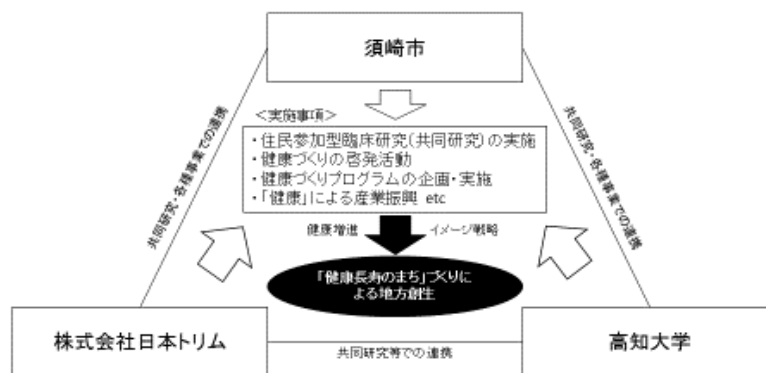 須崎市
共同研究・各種事業での連携
共同研究・各種事業での連携
＜実施事項＞
・住民参加型臨床研究（共同研究）の実施
・健康づくりの啓発活動
・健康づくりプログラムの企画・実施
・「健康」による産業振興 etc
健康増進
イメージ戦略
「健康長寿のまち」づくりに
よる地方創生
株式会社日本トリム
高知大学
共同研究等での連携